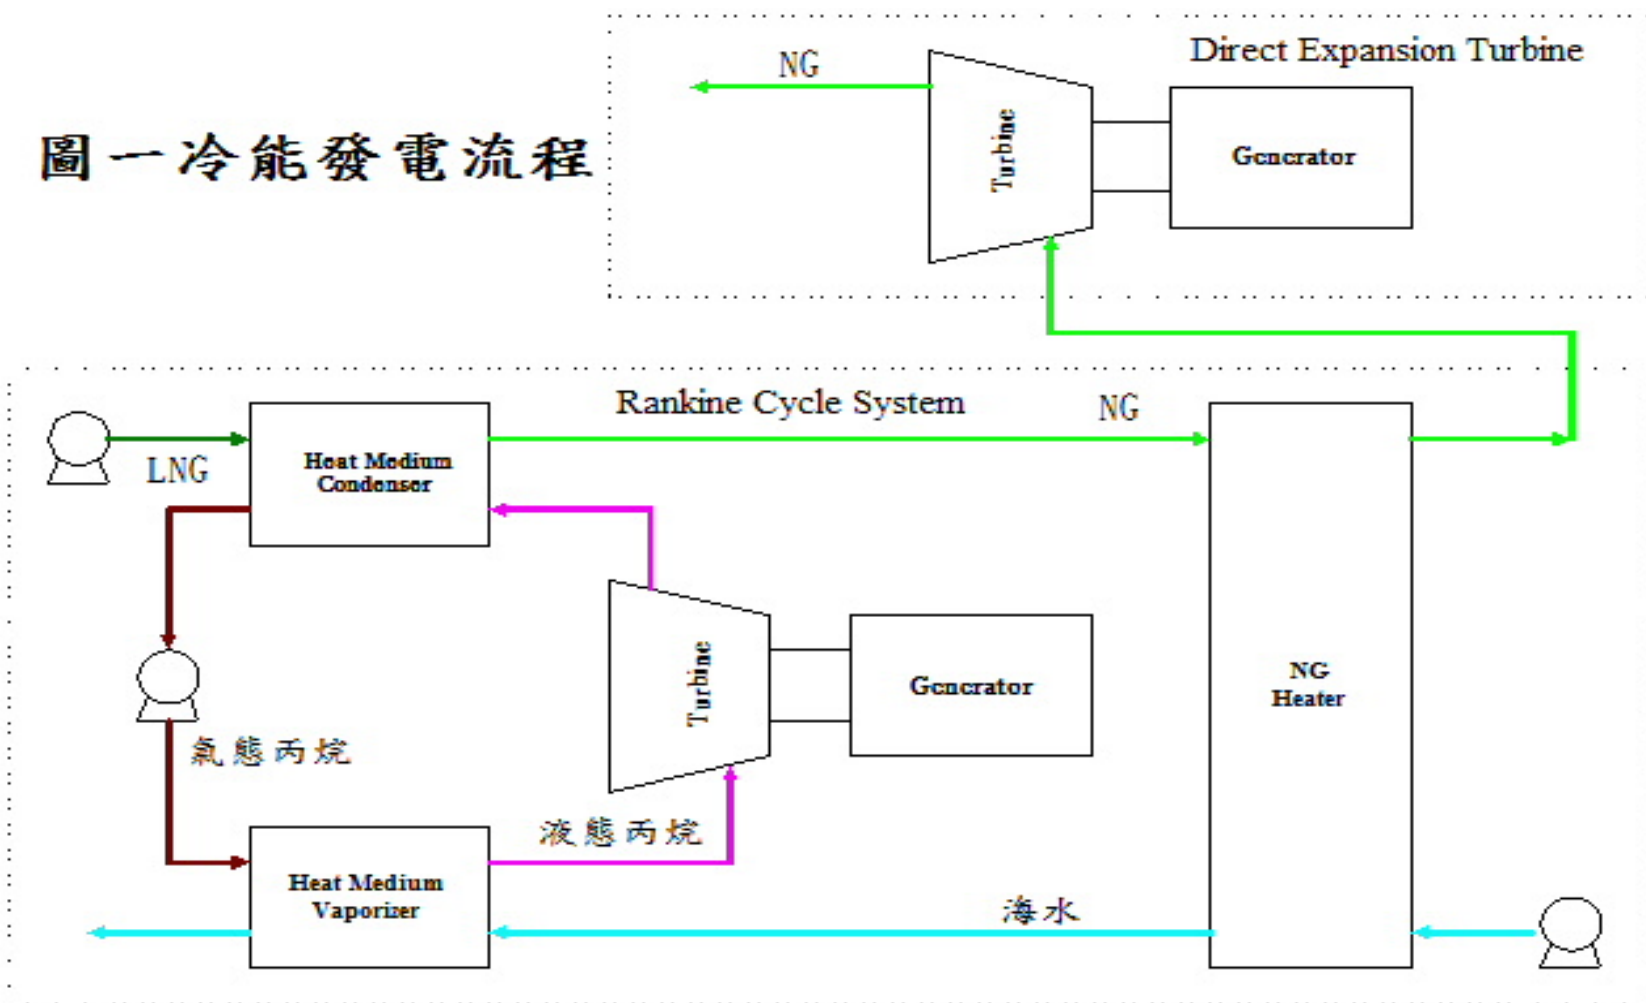 Direct Expansion Turbine
NG
圖一冷能發電流程
Turbine
Generator
Rankine Cycle System
NG
LNG
Heat Medium
Condenser
Turbine
Generator
NG
Heater
氣態丙烷
液態丙烷
Heat Medium
Vaporizer
海水